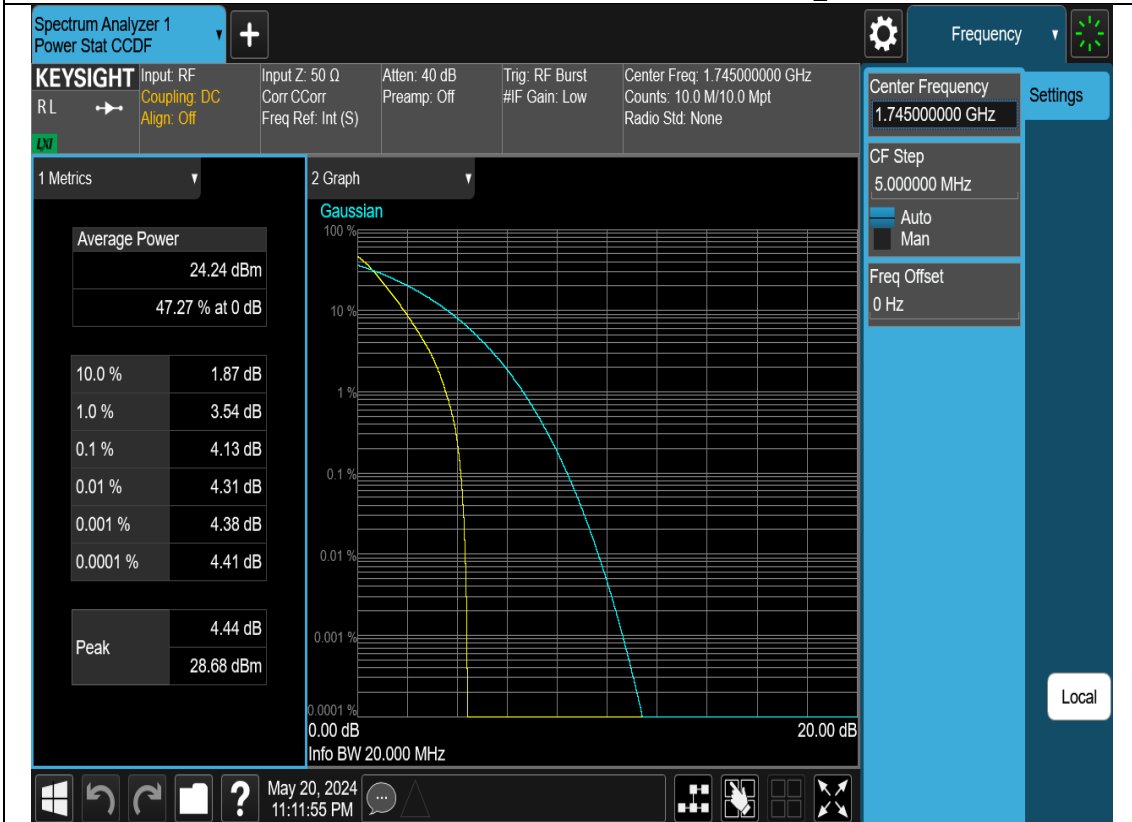 Spectrum Analyzer 1
Power Stat CCDF
Frequency
KEYSIGHT
RL
LXI
Input: RF
Coupling: DC
Align: Off
Input Z: 50 Ω
Corr CCorr
Freq Ref: Int (S)
Atten: 40 dB
Preamp: Off
Trig: RF Burst
#IF Gain: Low
Center Freq: 1.745000000 GHz
Counts: 10.0 M/10.0 Mpt
Radio Std: None
Center Frequency
1.745000000 GHz
Settings
CF Step
5.000000 MHz
Auto
Man
Freq Offset
0 Hz
1 Metrics
Average Power
24.24 dBm
47.27 % at 0 dB
10.0 % 1.87 dB
1.0 % 3.54 dB
0.1 % 4.13 dB
0.01 % 4.31 dB
0.001 % 4.38 dB
0.0001 % 4.41 dB
Peak 4.44 dB
28.68 dBm
2 Graph
Gaussian
100 %
10 %
1 %
0.1 %
0.01 %
0.001 %
0.0001 %
0.00 dB 20.00 dB
Info BW 20.000 MHz
Local
?
May 20, 2024
11:11:55 PM